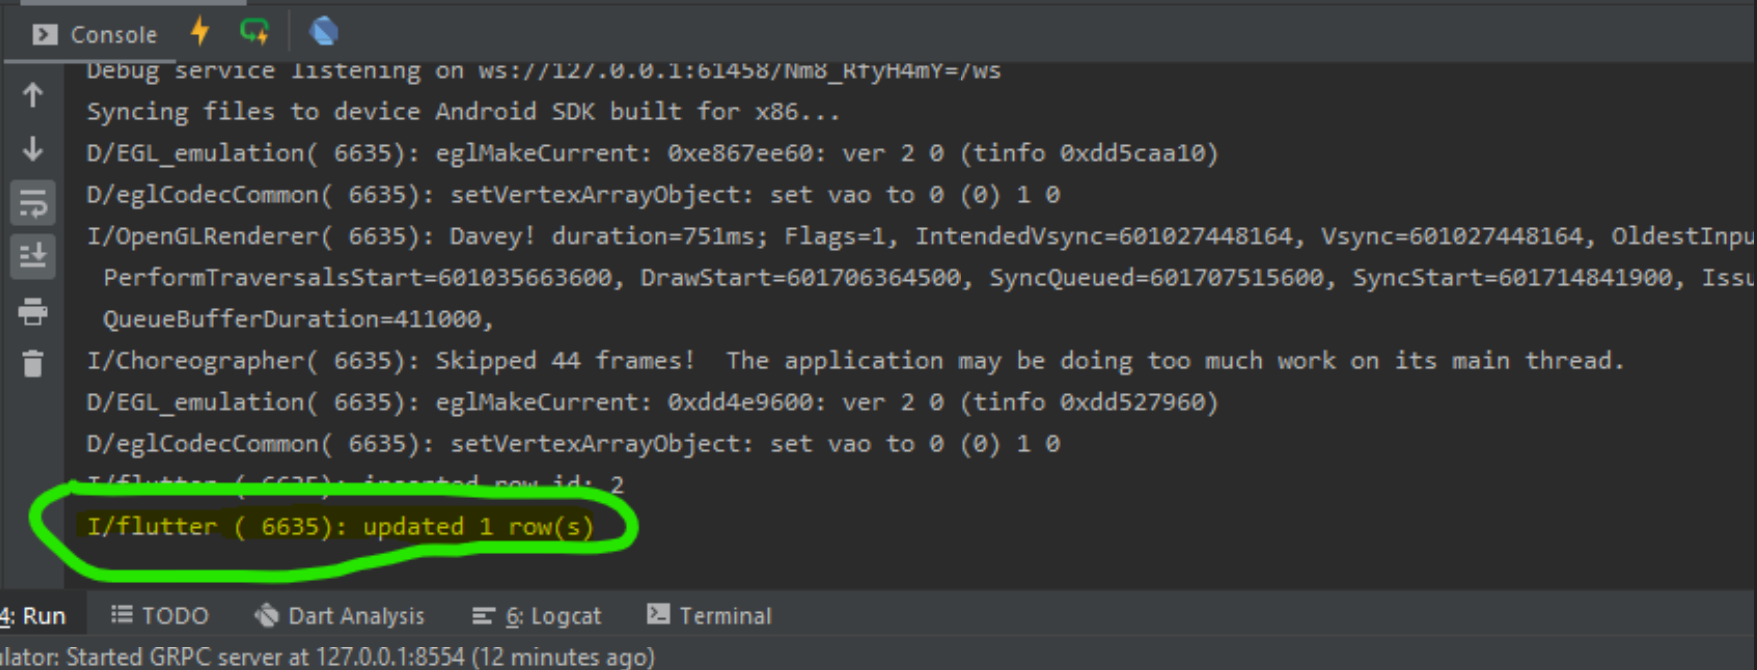 Console
Debug service listening on ws://127.0.0.1:61458/Nm8_RfyH4mY=/ws
Syncing files to device Android SDK built for x86...
D/EGL_emulation( 6635): eglMakeCurrent: 0xe867ee60: ver 2 0 (tinfo 0xdd5caa10)
D/eglCodecCommon( 6635): setVertexArrayObject: set vao to 0 (0) 1 0
I/OpenGLRenderer( 6635): Davey! duration=751ms; Flags=1, IntendedVsync=601027448164, Vsync=601027448164, OldestInpu
PerformTraversalsStart=601035663600, DrawStart=601706364500, SyncQueued=601707515600, SyncStart=601714841900, Issu
QueueBufferDuration=411000,
I/Choreographer( 6635): Skipped 44 frames!  The application may be doing too much work on its main thread.
D/EGL_emulation( 6635): eglMakeCurrent: 0xdd4e9600: ver 2 0 (tinfo 0xdd527960)
D/eglCodecCommon( 6635): setVertexArrayObject: set vao to 0 (0) 1 0
I/flutter ( 6635): inserted row id: 2
I/flutter ( 6635): updated 1 row(s)
4: Run TODO Dart Analysis 6: Logcat Terminal
ulator: Started GRPC server at 127.0.0.1:8554 (12 minutes ago)